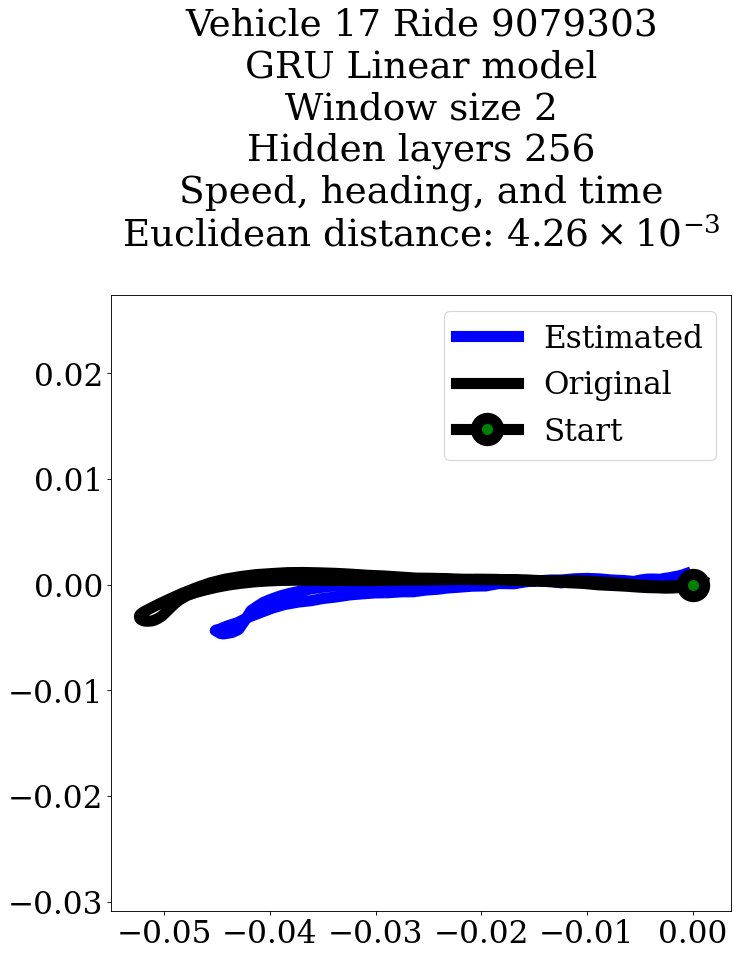 Vehicle 17 Ride 9079303
GRU Linear model
Window size 2
Hidden layers 256
Speed, heading, and time
Euclidean distance: 4.26 × 10⁻³
Estimated
Original
Start
0.02
0.01
0.00
−0.01
−0.02
−0.03
−0.05 −0.04 −0.03 −0.02 −0.01 0.00